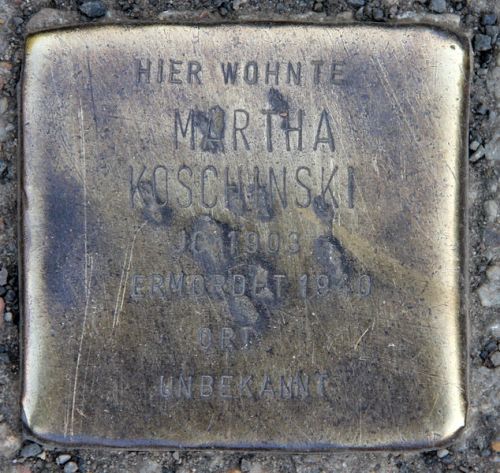 HIER WOHNTE
MARTHA
KOSCHINSKI
JG. 1903
ERMORDET 1940
ORT
UNBEKANNT